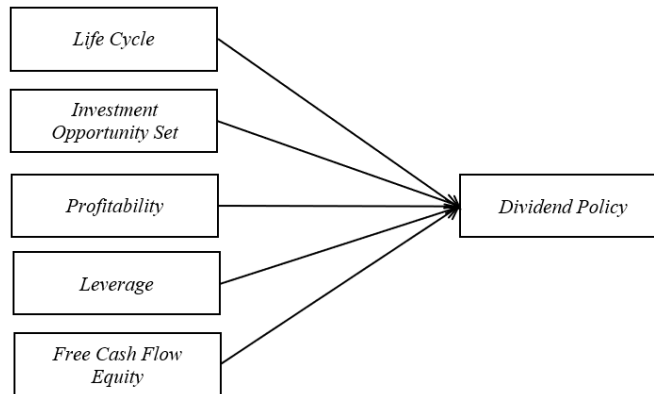 Life Cycle
Investment
Opportunity Set
Profitability
Dividend Policy
Leverage
Free Cash Flow
Equity